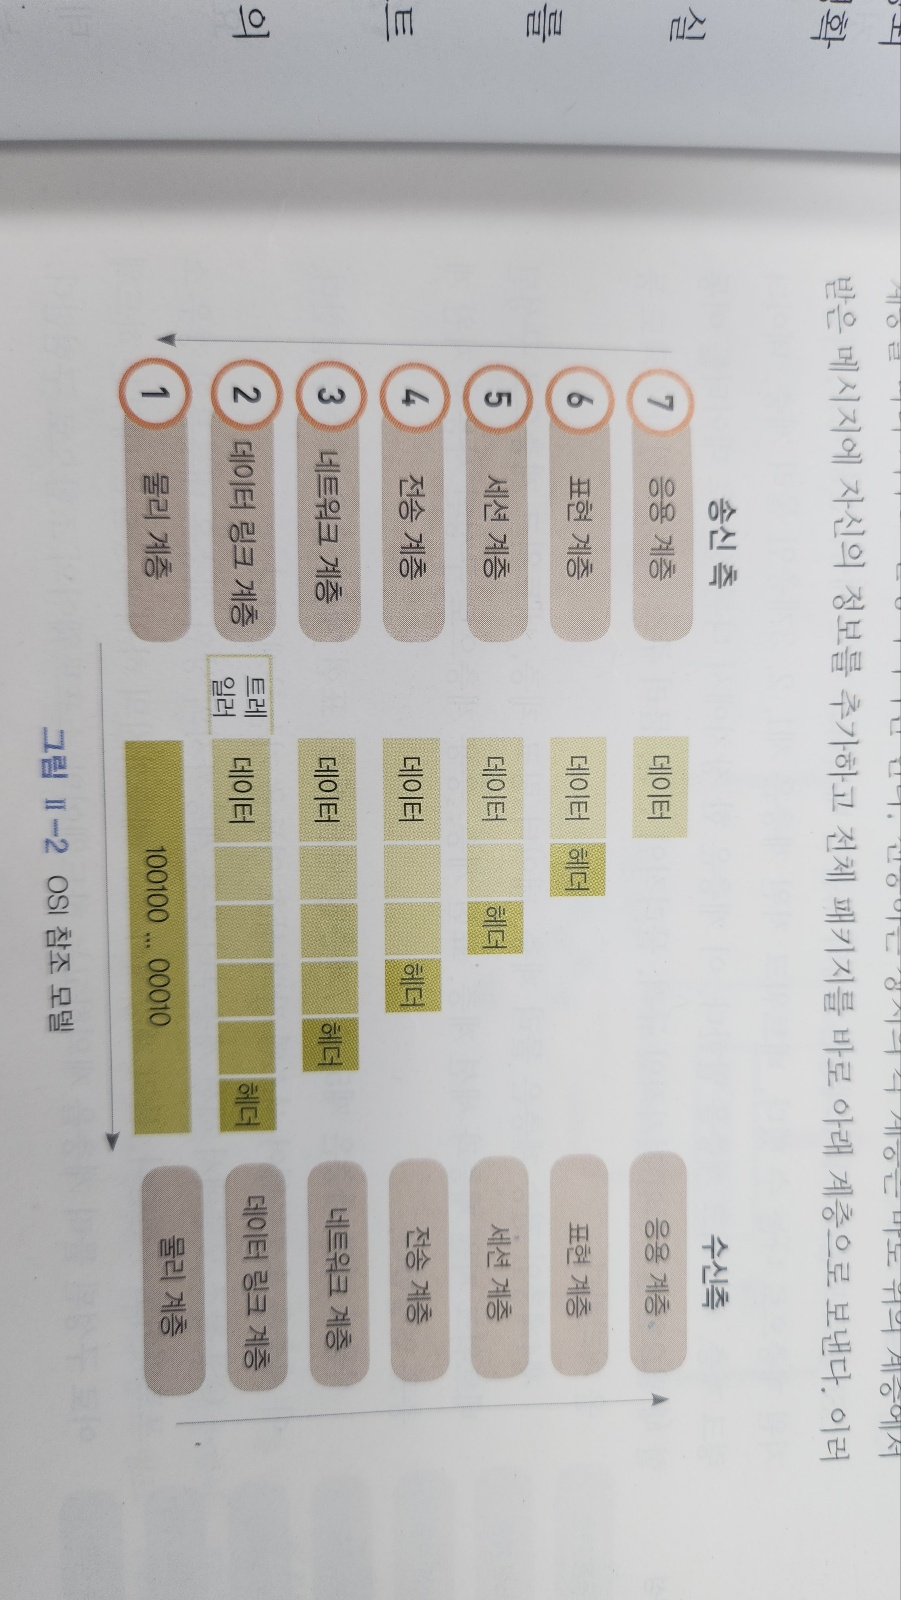 의
트
를
실
받은 메시지에 자신의 정보를 추가하고 전체 패키지를 바로 아래 계층으로 보낸다. 이러
송신 측
수신측
7 응용 계층 데이터 응용 계층
6 표현 계층 데이터 헤더 표현 계층
5 세션 계층 데이터 헤더 세션 계층
4 전송 계층 데이터 헤더 전송 계층
3 네트워크 계층 데이터 헤더 네트워크 계층
2 데이터 링크 계층 트레일러 데이터 헤더 데이터 링크 계층
1 물리 계층 100100 ... 00010 물리 계층
그림 Ⅱ-2 OSI 참조 모델